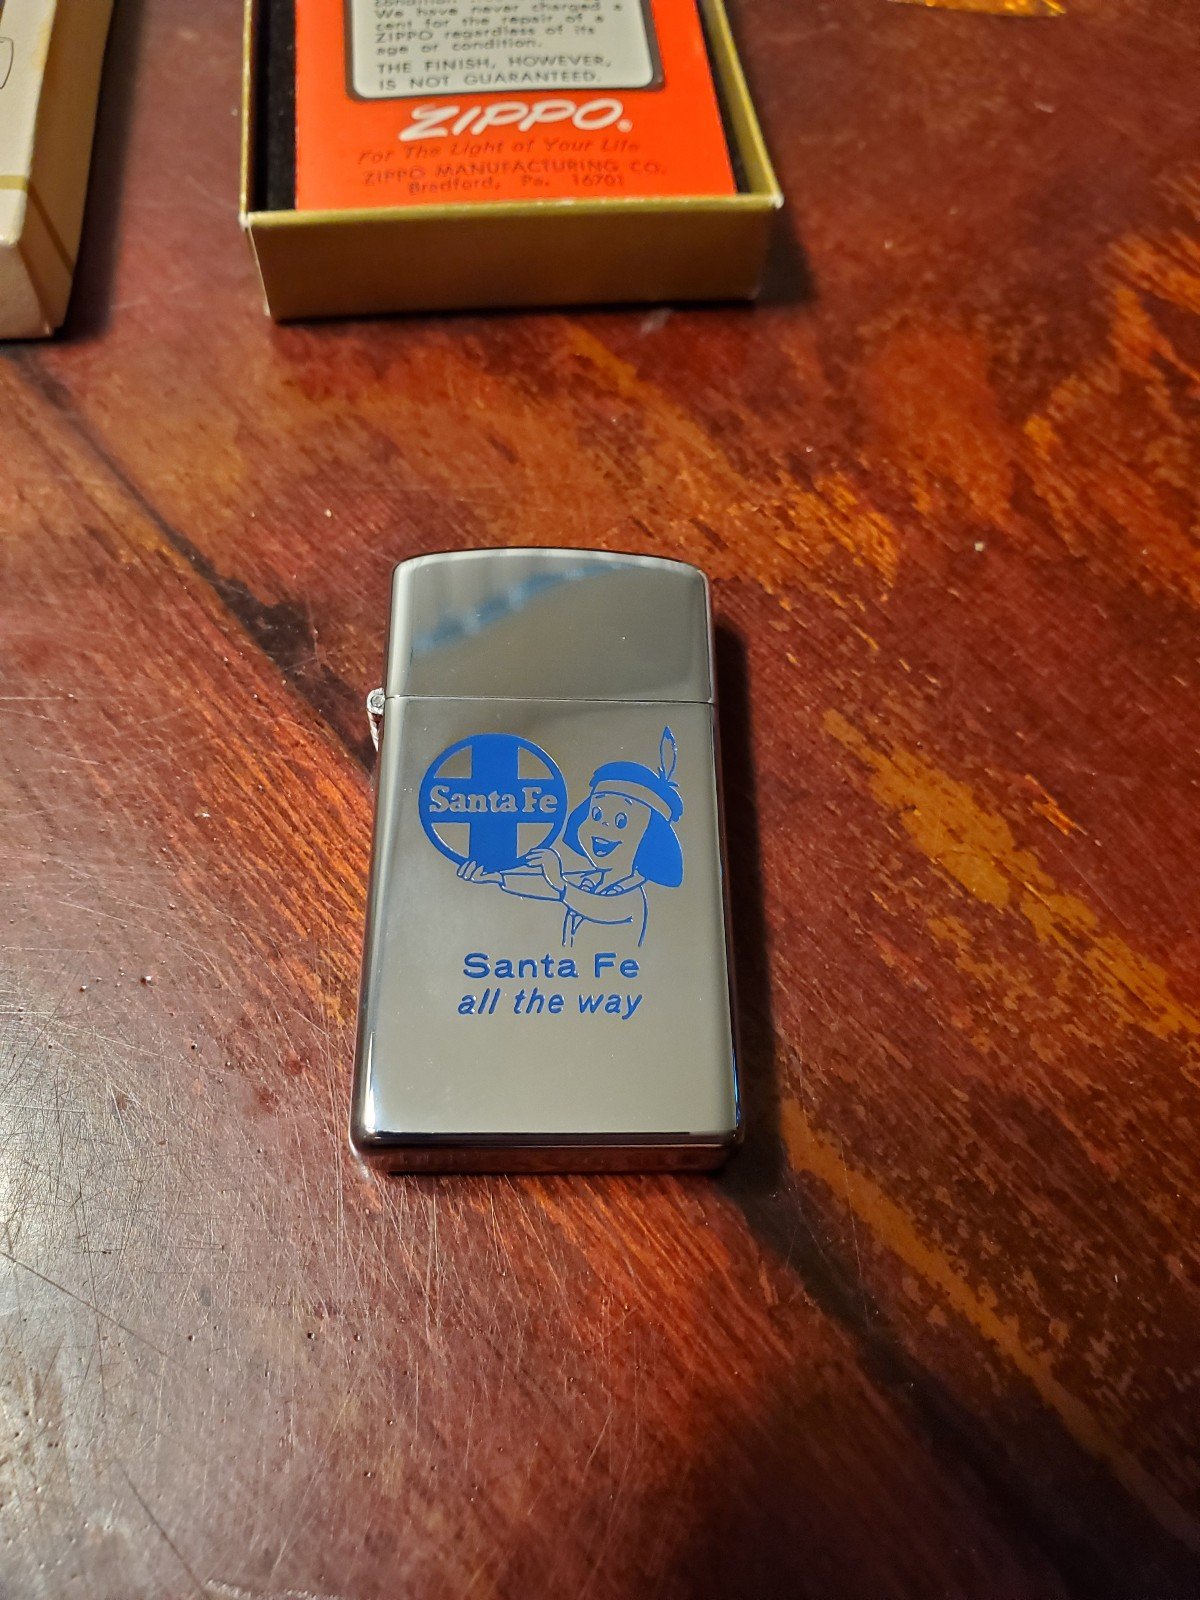 We have never charged a
cent for the repair of a
ZIPPO regardless of its
age or condition.
THE FINISH, HOWEVER,
IS NOT GUARANTEED.
ZIPPO®
For The Light of Your Life
ZIPPO MANUFACTURING CO.
Bradford, Pa. 16701
Santa Fe
Santa Fe
all the way